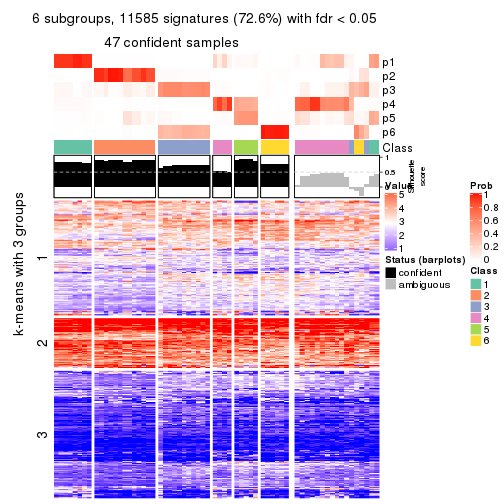 6 subgroups, 11585 signatures (72.6%) with fdr < 0.05
47 confident samples
p1
p2
p3
p4
p5
p6
Class
1
0.5
0
Silhouette
score
k-means with 3 groups
1
2
3
Value
5
4
3
2
1
Status (barplots)
confident
ambiguous
Prob
1
0.8
0.6
0.4
0.2
0
Class
1
2
3
4
5
6